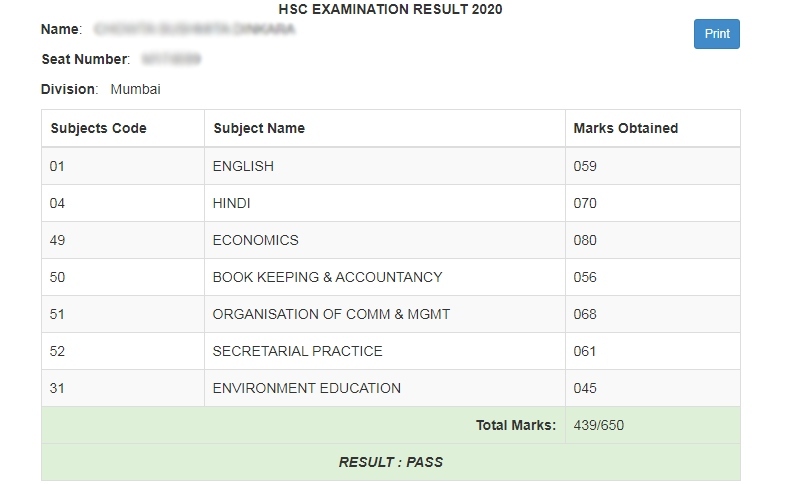 HSC EXAMINATION RESULT 2020
Name:
Print
Seat Number:
Division: Mumbai
Subjects Code Subject Name Marks Obtained
01 ENGLISH 059
04 HINDI 070
49 ECONOMICS 080
50 BOOK KEEPING & ACCOUNTANCY 056
51 ORGANISATION OF COMM & MGMT 068
52 SECRETARIAL PRACTICE 061
31 ENVIRONMENT EDUCATION 045
Total Marks: 439/650
RESULT : PASS